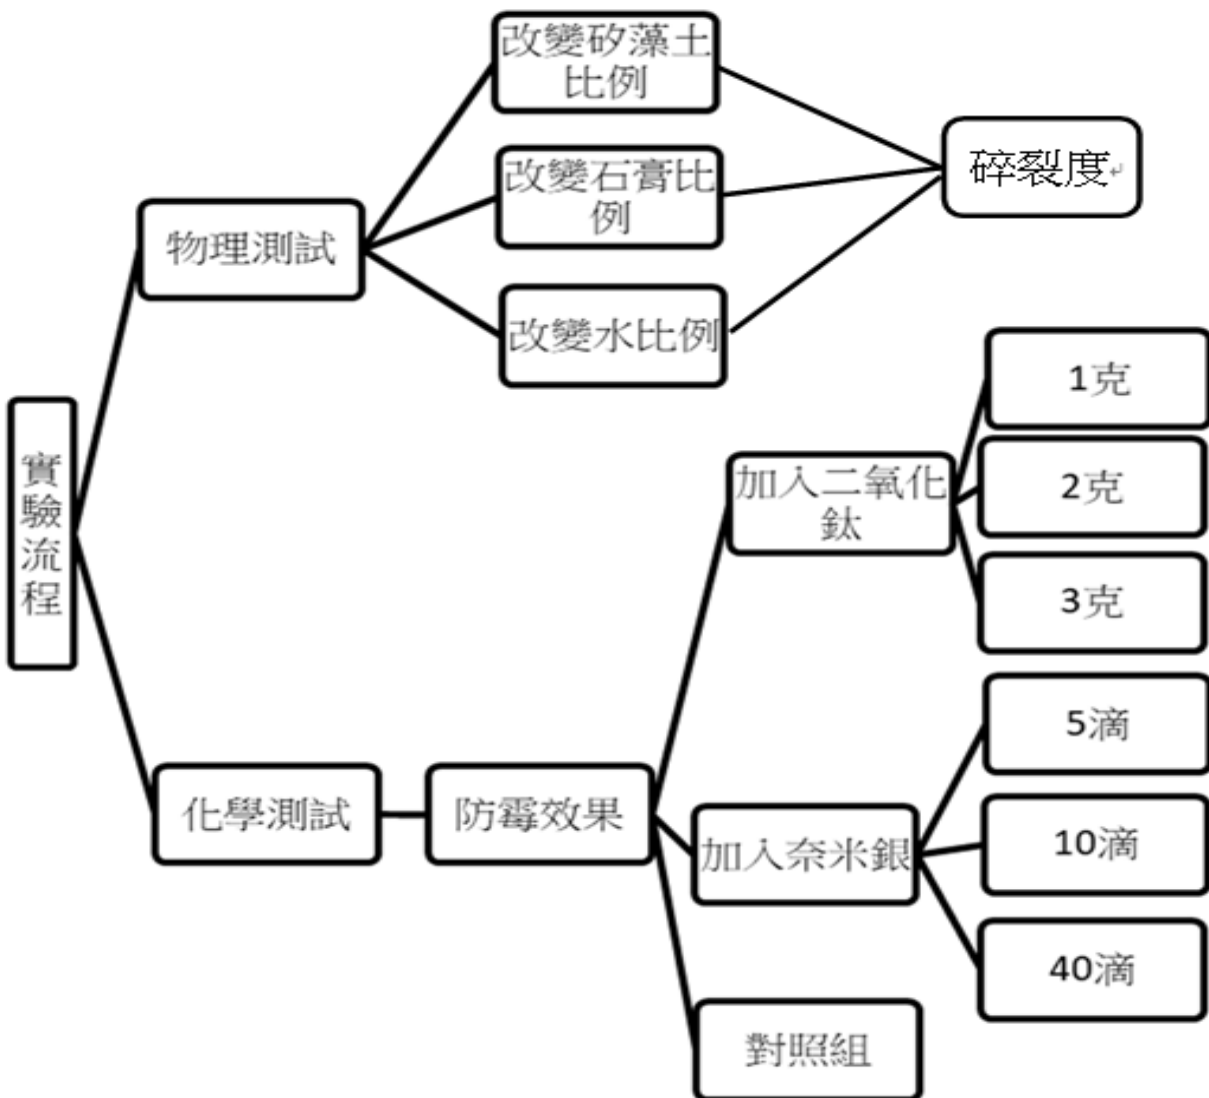 實
驗
流
程
物理測試
改變矽藻土
比例
改變石膏比
例
改變水比例
碎裂度
化學測試
防霉效果
加入二氧化
鈦
1克
2克
3克
加入奈米銀
5滴
10滴
40滴
對照組